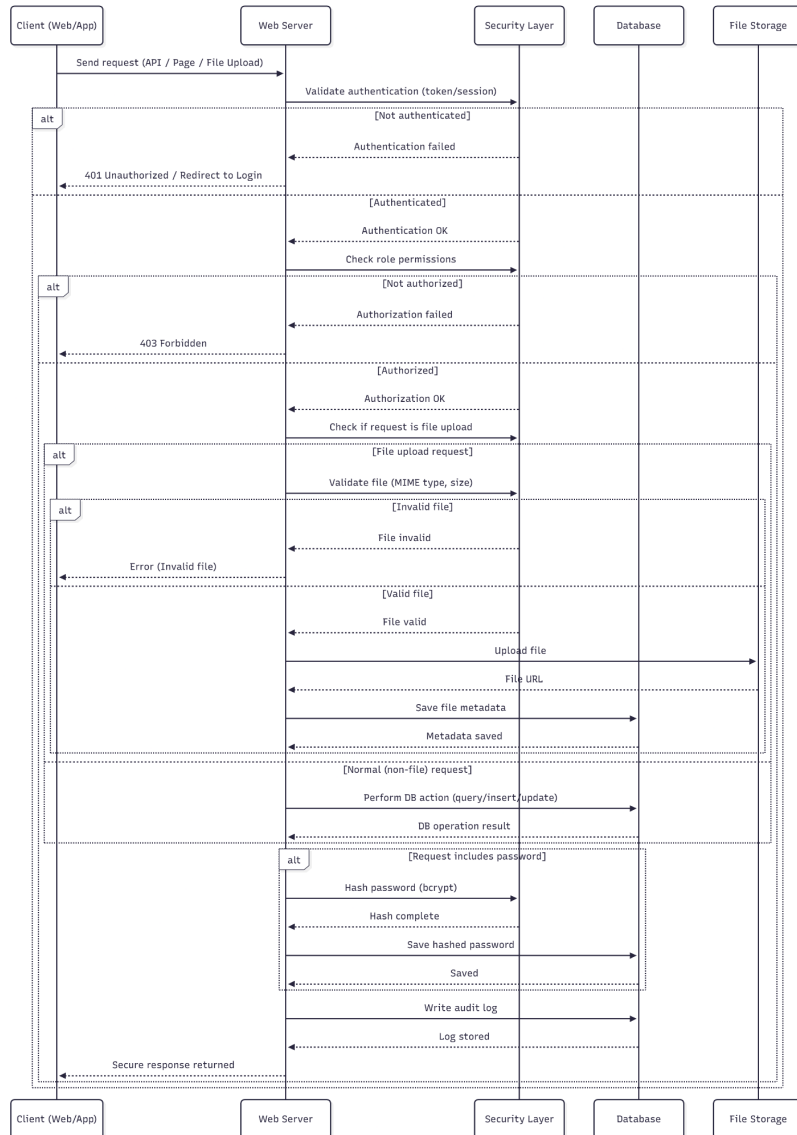 Client (Web/App)
Web Server
Security Layer
Database
File Storage
Send request (API / Page / File Upload)
Validate authentication (token/session)
alt
[Not authenticated]
Authentication failed
401 Unauthorized / Redirect to Login
[Authenticated]
Authentication OK
Check role permissions
alt
[Not authorized]
Authorization failed
403 Forbidden
[Authorized]
Authorization OK
Check if request is file upload
alt
[File upload request]
Validate file (MIME type, size)
alt
[Invalid file]
File invalid
Error (Invalid file)
[Valid file]
File valid
Upload file
File URL
Save file metadata
Metadata saved
[Normal (non-file) request]
Perform DB action (query/insert/update)
DB operation result
alt
[Request includes password]
Hash password (bcrypt)
Hash complete
Save hashed password
Saved
Write audit log
Log stored
Secure response returned
Client (Web/App)
Web Server
Security Layer
Database
File Storage